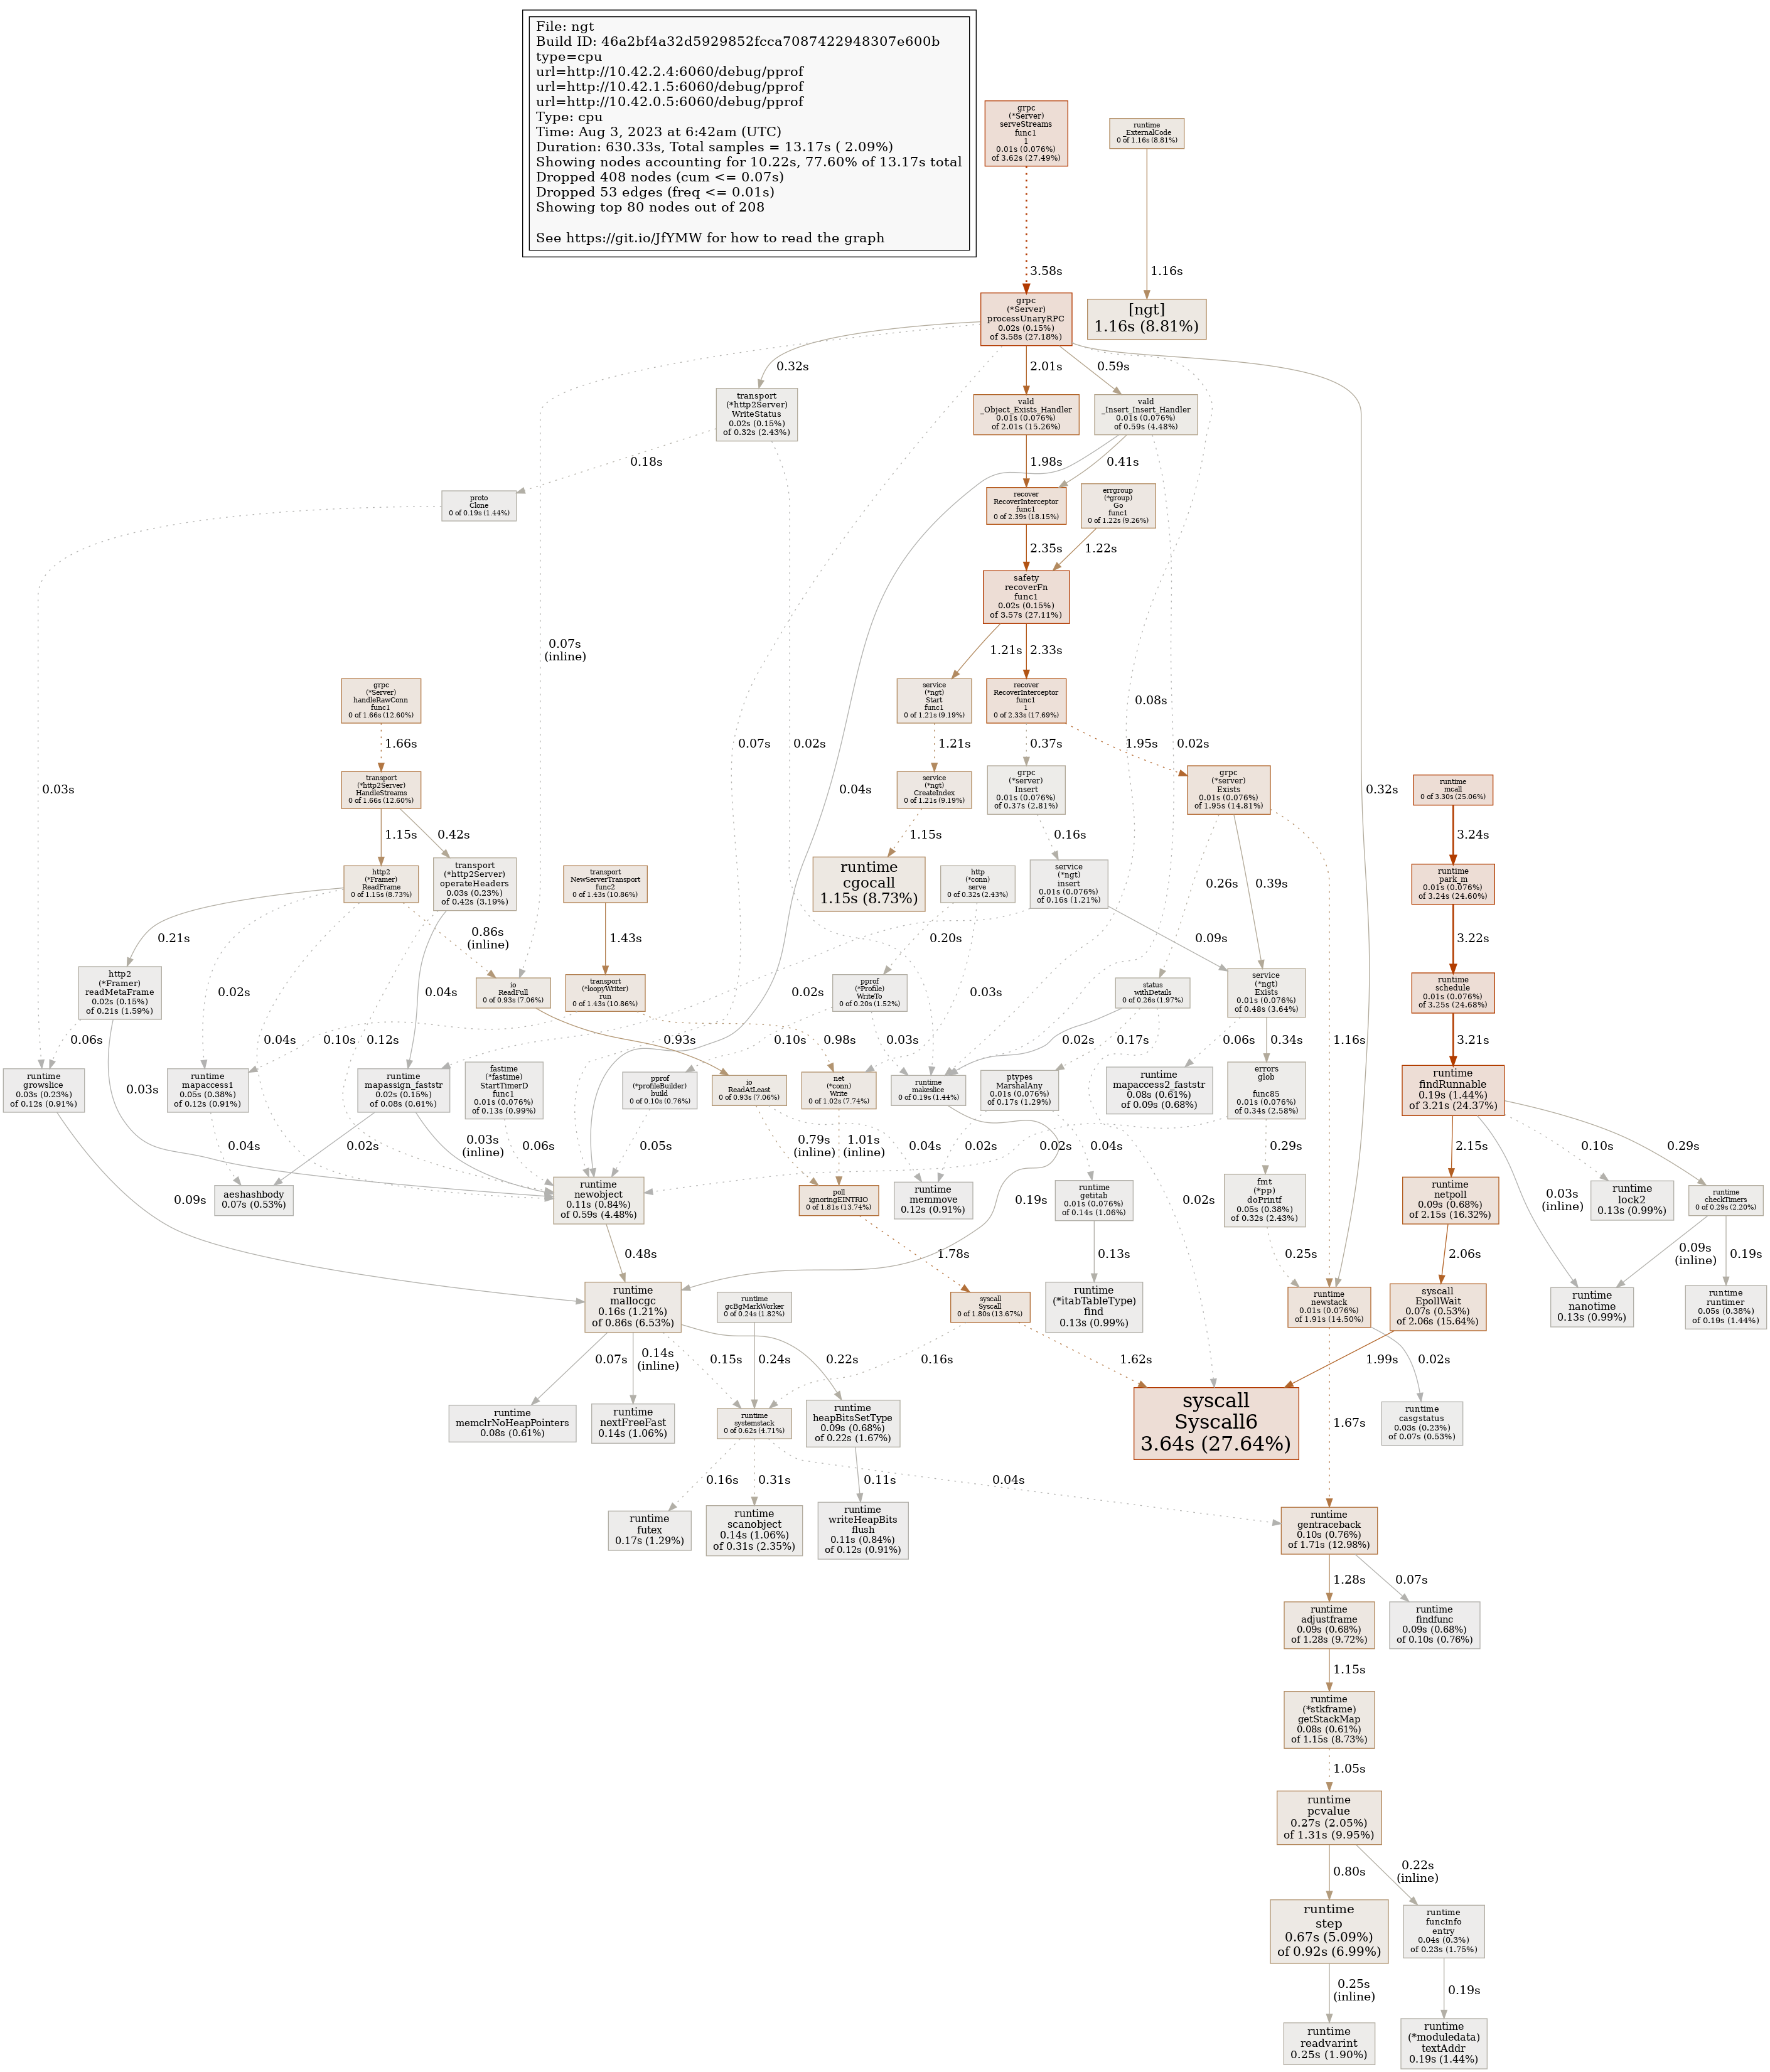 File: ngt
Build ID: 46a2bf4a32d5929852fcca7087422948307e600b
type=cpu
url=http://10.42.2.4:6060/debug/pprof
url=http://10.42.1.5:6060/debug/pprof
url=http://10.42.0.5:6060/debug/pprof
Type: cpu
Time: Aug 3, 2023 at 6:42am (UTC)
Duration: 630.33s, Total samples = 13.17s ( 2.09%)
Showing nodes accounting for 10.22s, 77.60% of 13.17s total
Dropped 408 nodes (cum <= 0.07s)
Dropped 53 edges (freq <= 0.01s)
Showing top 80 nodes out of 208
See https://git.io/JfYMW for how to read the graph
grpc
(*Server)
serveStreams
func1
1
0.01s (0.076%)
of 3.62s (27.49%)
runtime
_ExternalCode
0 of 1.16s (8.81%)
3.58s
1.16s
grpc
(*Server)
processUnaryRPC
0.02s (0.15%)
of 3.58s (27.18%)
[ngt]
1.16s (8.81%)
0.32s
2.01s
0.59s
transport
(*http2Server)
WriteStatus
0.02s (0.15%)
of 0.32s (2.43%)
vald
_Object_Exists_Handler
0.01s (0.076%)
of 2.01s (15.26%)
vald
_Insert_Insert_Handler
0.01s (0.076%)
of 0.59s (4.48%)
0.18s
1.98s
0.41s
proto
Clone
0 of 0.19s (1.44%)
recover
RecoverInterceptor
func1
0 of 2.39s (18.15%)
errgroup
(*group)
Go
func1
0 of 1.22s (9.26%)
2.35s
1.22s
safety
recoverFn
func1
0.02s (0.15%)
of 3.57s (27.11%)
0.07s
(inline)
1.21s
2.33s
grpc
(*Server)
handleRawConn
func1
0 of 1.66s (12.60%)
service
(*ngt)
Start
func1
0 of 1.21s (9.19%)
recover
RecoverInterceptor
func1
1
0 of 2.33s (17.69%)
0.08s
1.66s
0.07s
0.02s
1.21s
0.37s
1.95s
0.02s
0.03s
transport
(*http2Server)
HandleStreams
0 of 1.66s (12.60%)
0.04s
service
(*ngt)
CreateIndex
0 of 1.21s (9.19%)
grpc
(*server)
Insert
0.01s (0.076%)
of 0.37s (2.81%)
grpc
(*server)
Exists
0.01s (0.076%)
of 1.95s (14.81%)
0.32s
runtime
mcall
0 of 3.30s (25.06%)
1.15s
0.42s
1.15s
0.16s
3.24s
http2
(*Framer)
ReadFrame
0 of 1.15s (8.73%)
transport
(*http2Server)
operateHeaders
0.03s (0.23%)
of 0.42s (3.19%)
transport
NewServerTransport
func2
0 of 1.43s (10.86%)
runtime
cgocall
1.15s (8.73%)
http
(*conn)
serve
0 of 0.32s (2.43%)
service
(*ngt)
insert
0.01s (0.076%)
of 0.16s (1.21%)
0.26s
0.39s
runtime
park_m
0.01s (0.076%)
of 3.24s (24.60%)
0.21s
0.86s
(inline)
1.43s
0.20s
0.09s
3.22s
http2
(*Framer)
readMetaFrame
0.02s (0.15%)
of 0.21s (1.59%)
0.02s
0.04s
io
ReadFull
0 of 0.93s (7.06%)
transport
(*loopyWriter)
run
0 of 1.43s (10.86%)
0.02s
pprof
(*Profile)
WriteTo
0 of 0.20s (1.52%)
0.03s
status
withDetails
0 of 0.26s (1.97%)
service
(*ngt)
Exists
0.01s (0.076%)
of 0.48s (3.64%)
runtime
schedule
0.01s (0.076%)
of 3.25s (24.68%)
0.06s
0.04s
0.10s
0.12s
0.93s
0.10s
0.98s
0.03s
0.02s
0.17s
0.06s
0.34s
1.16s
3.21s
runtime
growslice
0.03s (0.23%)
of 0.12s (0.91%)
0.03s
runtime
mapaccess1
0.05s (0.38%)
of 0.12s (0.91%)
runtime
mapassign_faststr
0.02s (0.15%)
of 0.08s (0.61%)
fastime
(*fastime)
StartTimerD
func1
0.01s (0.076%)
of 0.13s (0.99%)
pprof
(*profileBuilder)
build
0 of 0.10s (0.76%)
io
ReadAtLeast
0 of 0.93s (7.06%)
net
(*conn)
Write
0 of 1.02s (7.74%)
runtime
makeslice
0 of 0.19s (1.44%)
ptypes
MarshalAny
0.01s (0.076%)
of 0.17s (1.29%)
runtime
mapaccess2_faststr
0.08s (0.61%)
of 0.09s (0.68%)
errors
glob

func85
0.01s (0.076%)
of 0.34s (2.58%)
runtime
findRunnable
0.19s (1.44%)
of 3.21s (24.37%)
0.04s
0.02s
0.03s
(inline)
0.06s
0.05s
0.79s
(inline)
1.01s
(inline)
0.04s
0.02s
0.02s
0.04s
0.29s
2.15s
0.10s
0.29s
aeshashbody
0.07s (0.53%)
runtime
newobject
0.11s (0.84%)
of 0.59s (4.48%)
poll
ignoringEINTRIO
0 of 1.81s (13.74%)
runtime
memmove
0.12s (0.91%)
0.19s
runtime
getitab
0.01s (0.076%)
of 0.14s (1.06%)
0.02s
fmt
(*pp)
doPrintf
0.05s (0.38%)
of 0.32s (2.43%)
runtime
netpoll
0.09s (0.68%)
of 2.15s (16.32%)
0.03s
(inline)
runtime
lock2
0.13s (0.99%)
runtime
checkTimers
0 of 0.29s (2.20%)
0.09s
0.48s
1.78s
0.13s
0.25s
2.06s
0.09s
(inline)
0.19s
runtime
mallocgc
0.16s (1.21%)
of 0.86s (6.53%)
runtime
gcBgMarkWorker
0 of 0.24s (1.82%)
syscall
Syscall
0 of 1.80s (13.67%)
runtime
(*itabTableType)
find
0.13s (0.99%)
runtime
newstack
0.01s (0.076%)
of 1.91s (14.50%)
syscall
EpollWait
0.07s (0.53%)
of 2.06s (15.64%)
runtime
nanotime
0.13s (0.99%)
runtime
runtimer
0.05s (0.38%)
of 0.19s (1.44%)
0.07s
0.14s
(inline)
0.15s
0.24s
0.22s
0.16s
1.62s
1.99s
0.02s
runtime
memclrNoHeapPointers
0.08s (0.61%)
runtime
nextFreeFast
0.14s (1.06%)
runtime
systemstack
0 of 0.62s (4.71%)
runtime
heapBitsSetType
0.09s (0.68%)
of 0.22s (1.67%)
syscall
Syscall6
3.64s (27.64%)
1.67s
runtime
casgstatus
0.03s (0.23%)
of 0.07s (0.53%)
0.16s
0.31s
0.11s
0.04s
runtime
futex
0.17s (1.29%)
runtime
scanobject
0.14s (1.06%)
of 0.31s (2.35%)
runtime
writeHeapBits
flush
0.11s (0.84%)
of 0.12s (0.91%)
runtime
gentraceback
0.10s (0.76%)
of 1.71s (12.98%)
1.28s
0.07s
runtime
adjustframe
0.09s (0.68%)
of 1.28s (9.72%)
runtime
findfunc
0.09s (0.68%)
of 0.10s (0.76%)
1.15s
runtime
(*stkframe)
getStackMap
0.08s (0.61%)
of 1.15s (8.73%)
1.05s
runtime
pcvalue
0.27s (2.05%)
of 1.31s (9.95%)
0.80s
0.22s
(inline)
runtime
step
0.67s (5.09%)
of 0.92s (6.99%)
runtime
funcInfo
entry
0.04s (0.3%)
of 0.23s (1.75%)
0.25s
(inline)
0.19s
runtime
readvarint
0.25s (1.90%)
runtime
(*moduledata)
textAddr
0.19s (1.44%)